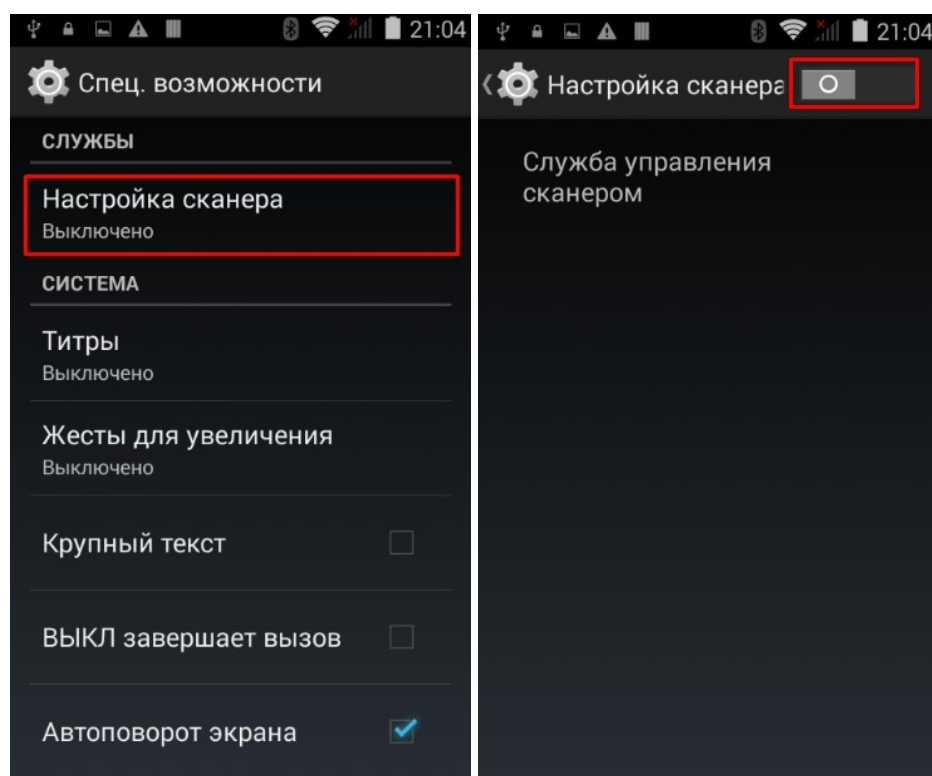 21:04
Спец. возможности
СЛУЖБЫ
Настройка сканера
Выключено
СИСТЕМА
Титры
Выключено
Жесты для увеличения
Выключено
Крупный текст
ВЫКЛ завершает вызов
Автоповорот экрана
21:04
Настройка сканера
Служба управления
сканером